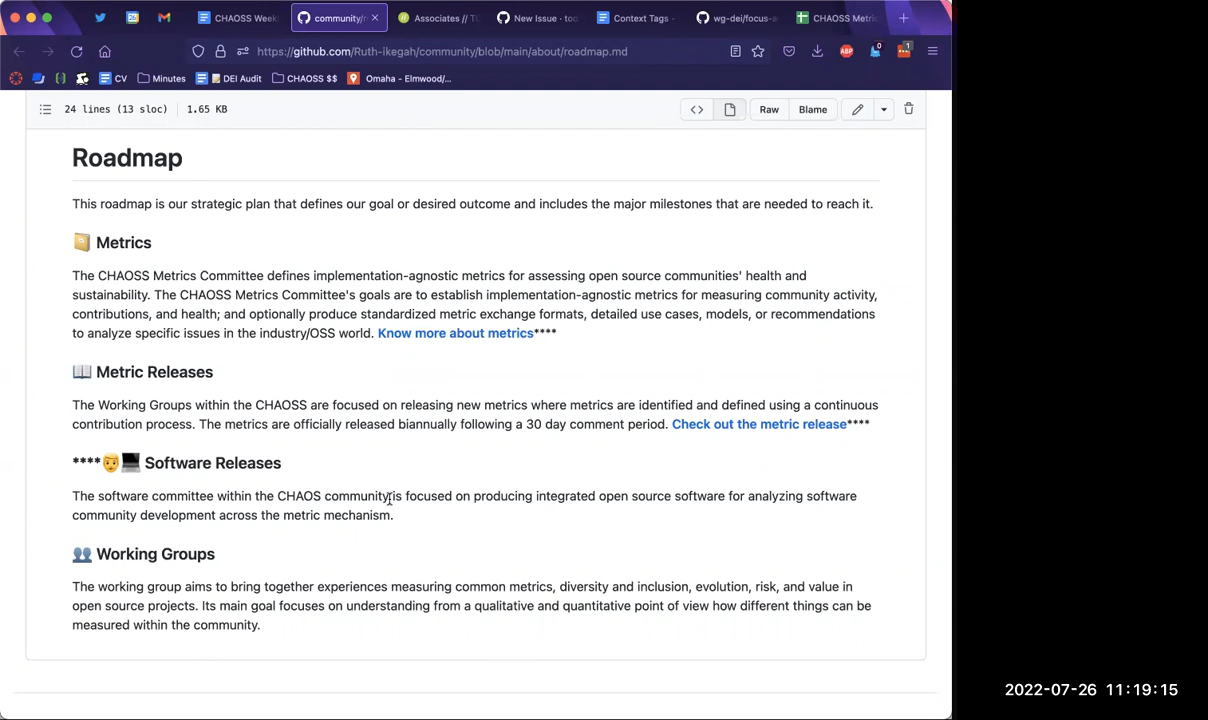 CHAOSS Week
community/r
Associates // TO
New Issue · too
Context Tags -
wg-dei/focus-a
CHAOSS Metric
https://github.com/Ruth-ikegah/community/blob/main/about/roadmap.md
ABP
0
1
CV
Minutes
DEI Audit
CHAOSS $$
Omaha - Elmwood/...
24 lines (13 sloc) 1.65 KB
Raw
Blame
Roadmap
This roadmap is our strategic plan that defines our goal or desired outcome and includes the major milestones that are needed to reach it.
Metrics
The CHAOSS Metrics Committee defines implementation-agnostic metrics for assessing open source communities' health and
sustainability. The CHAOSS Metrics Committee's goals are to establish implementation-agnostic metrics for measuring community activity,
contributions, and health; and optionally produce standardized metric exchange formats, detailed use cases, models, or recommendations
to analyze specific issues in the industry/OSS world. Know more about metrics****
Metric Releases
The Working Groups within the CHAOSS are focused on releasing new metrics where metrics are identified and defined using a continuous
contribution process. The metrics are officially released biannually following a 30 day comment period. Check out the metric release****
**** Software Releases
The software committee within the CHAOS community is focused on producing integrated open source software for analyzing software
community development across the metric mechanism.
Working Groups
The working group aims to bring together experiences measuring common metrics, diversity and inclusion, evolution, risk, and value in
open source projects. Its main goal focuses on understanding from a qualitative and quantitative point of view how different things can be
measured within the community.
2022-07-26 11:19:15